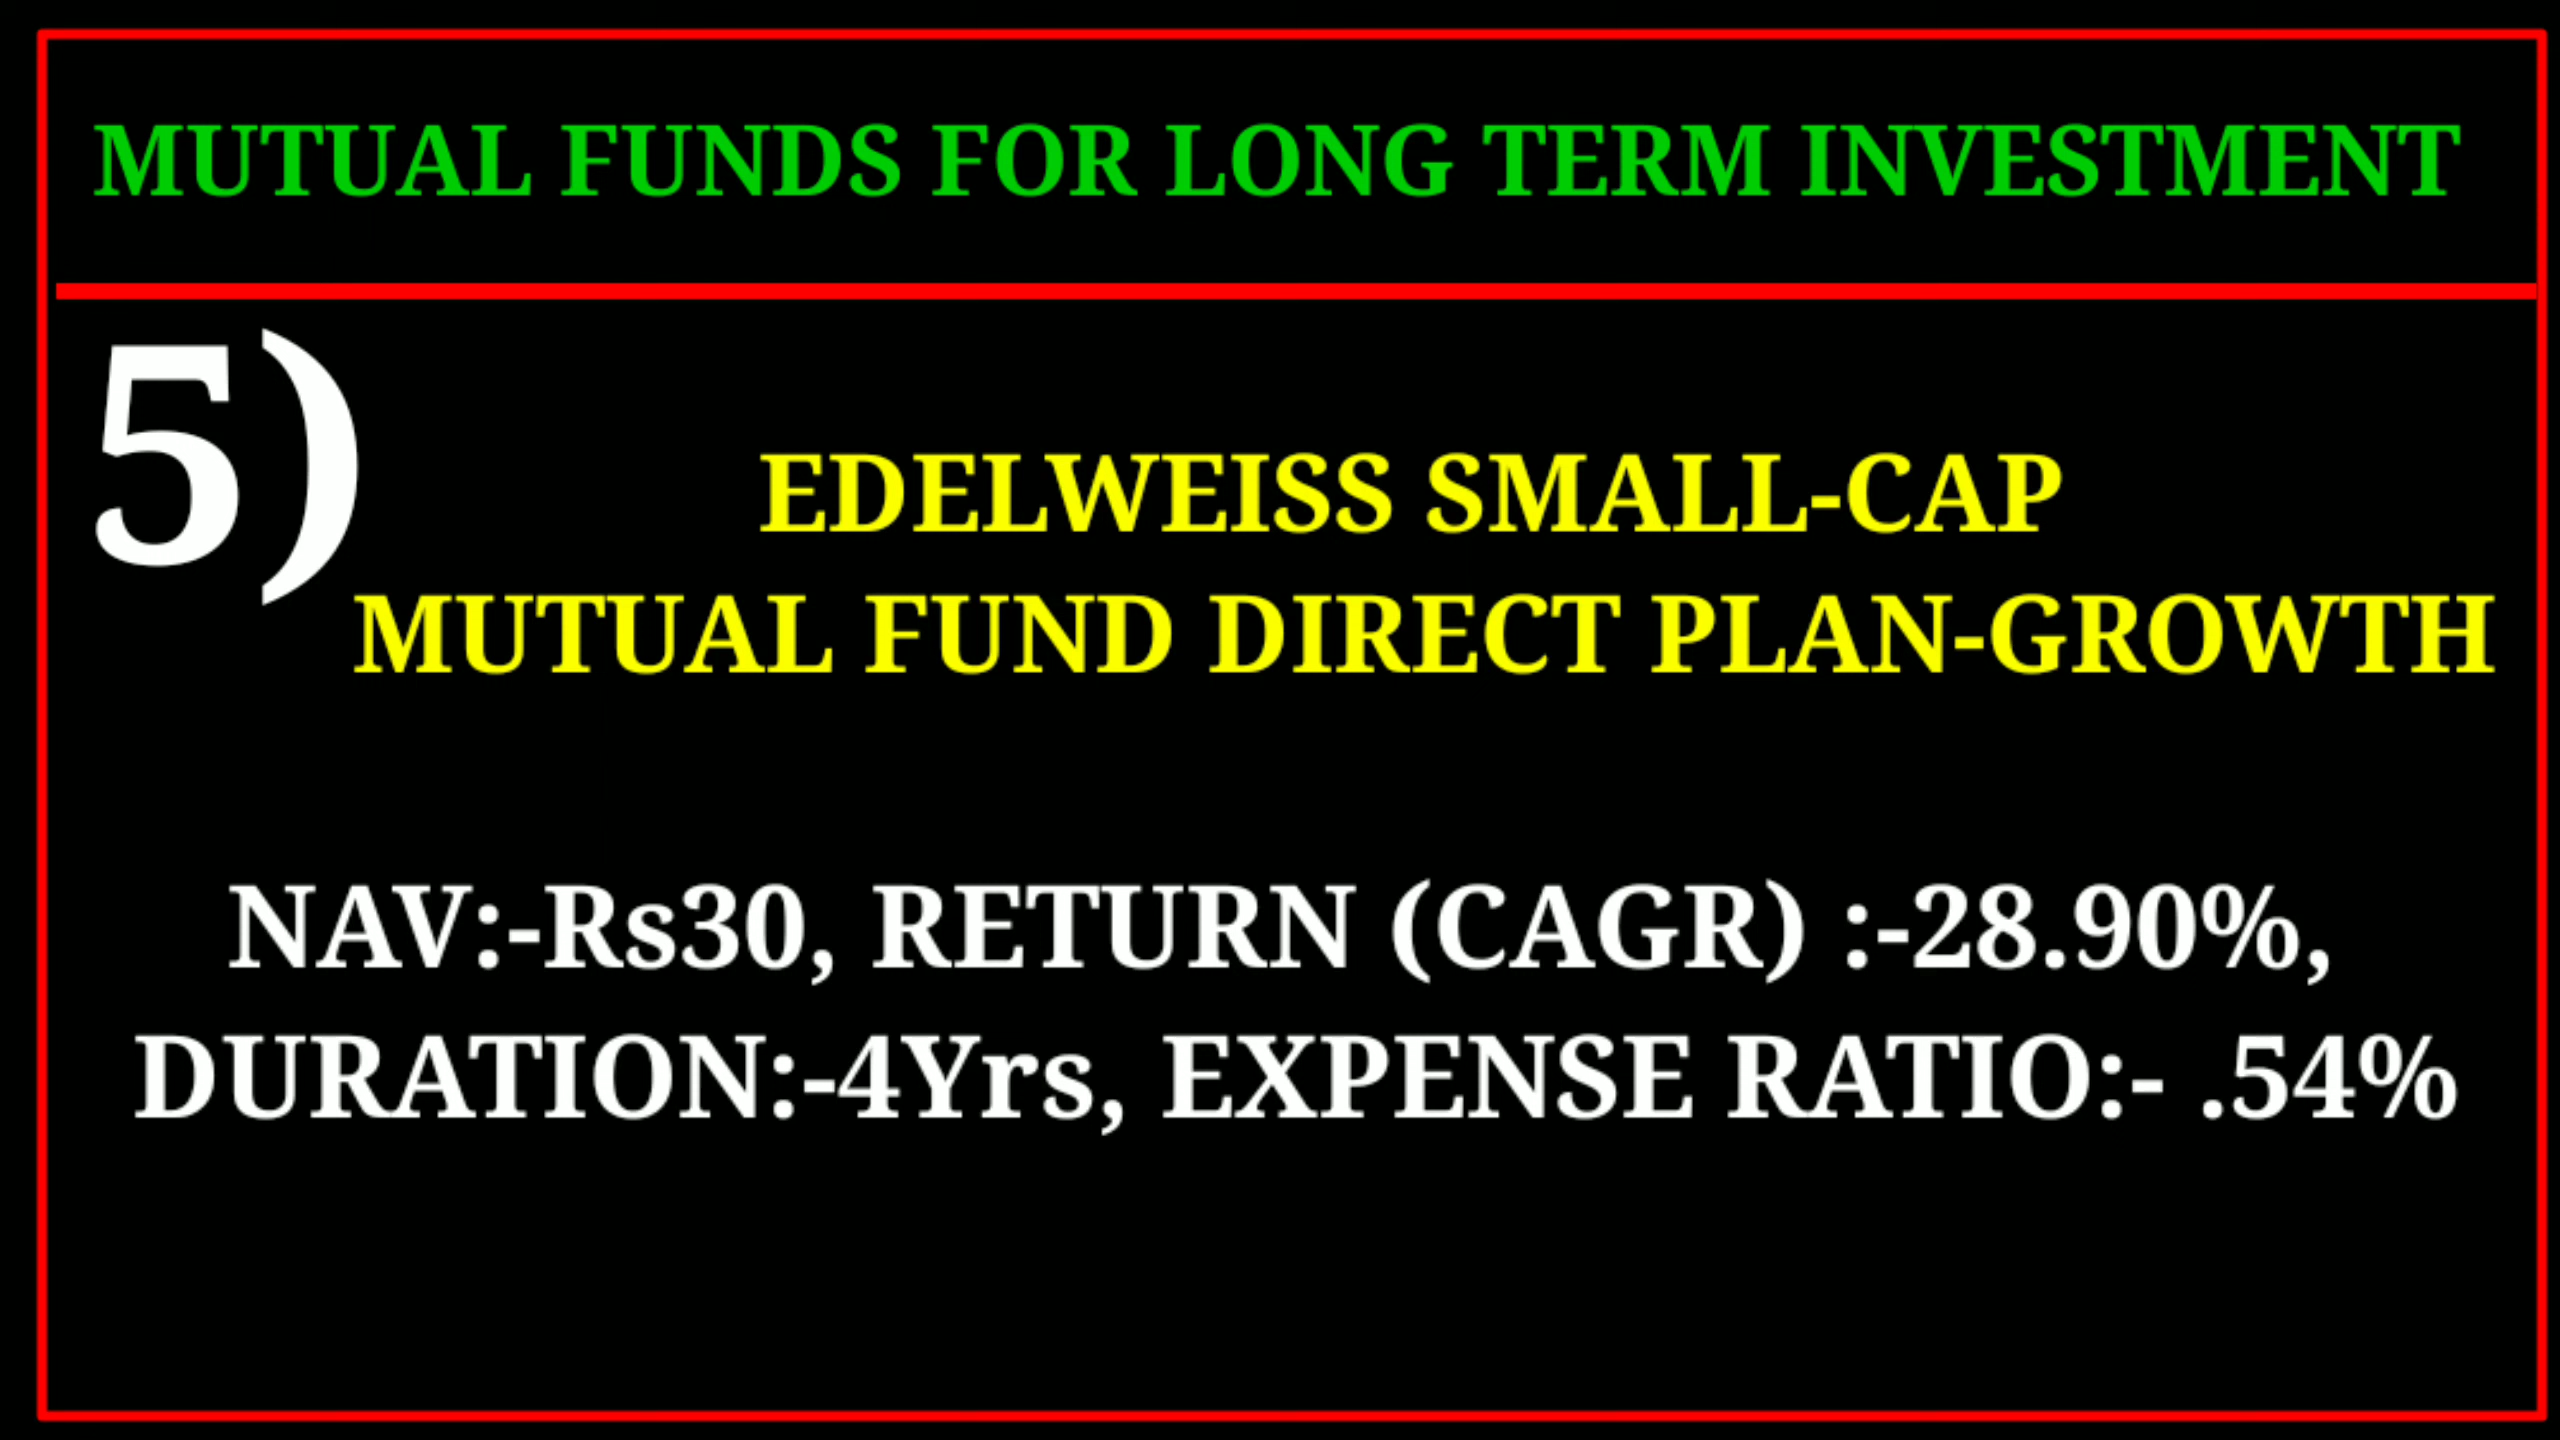 MUTUAL FUNDS FOR LONG TERM INVESTMENT
5)
EDELWEISS SMALL-CAP
MUTUAL FUND DIRECT PLAN-GROWTH
NAV:-Rs30, RETURN (CAGR) :-28.90%,
DURATION:-4Yrs, EXPENSE RATIO:- .54%